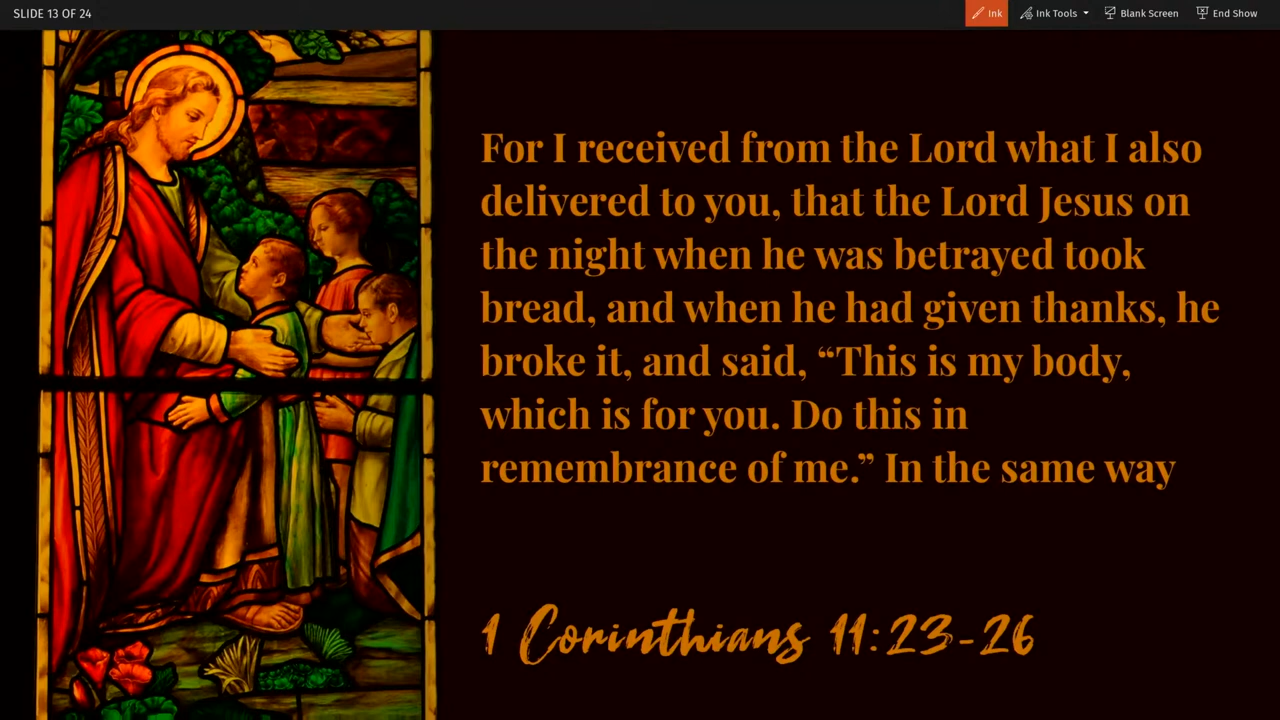 SLIDE 13 OF 24
Ink
Ink Tools
Blank Screen
End Show
For I received from the Lord what I also
delivered to you, that the Lord Jesus on
the night when he was betrayed took
bread, and when he had given thanks, he
broke it, and said, “This is my body,
which is for you. Do this in
remembrance of me.” In the same way
1 Corinthians 11:23-26